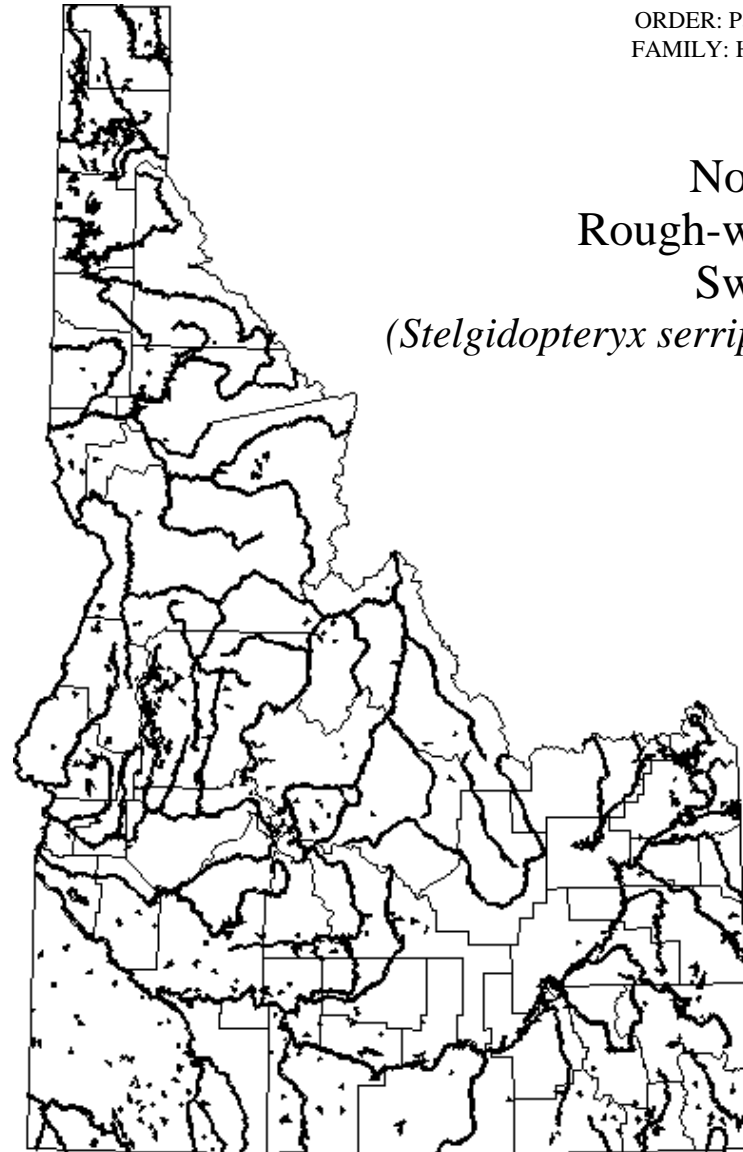 ORDER: P
FAMILY: H
No
Rough-w
Sw
(Stelgidopteryx serrip